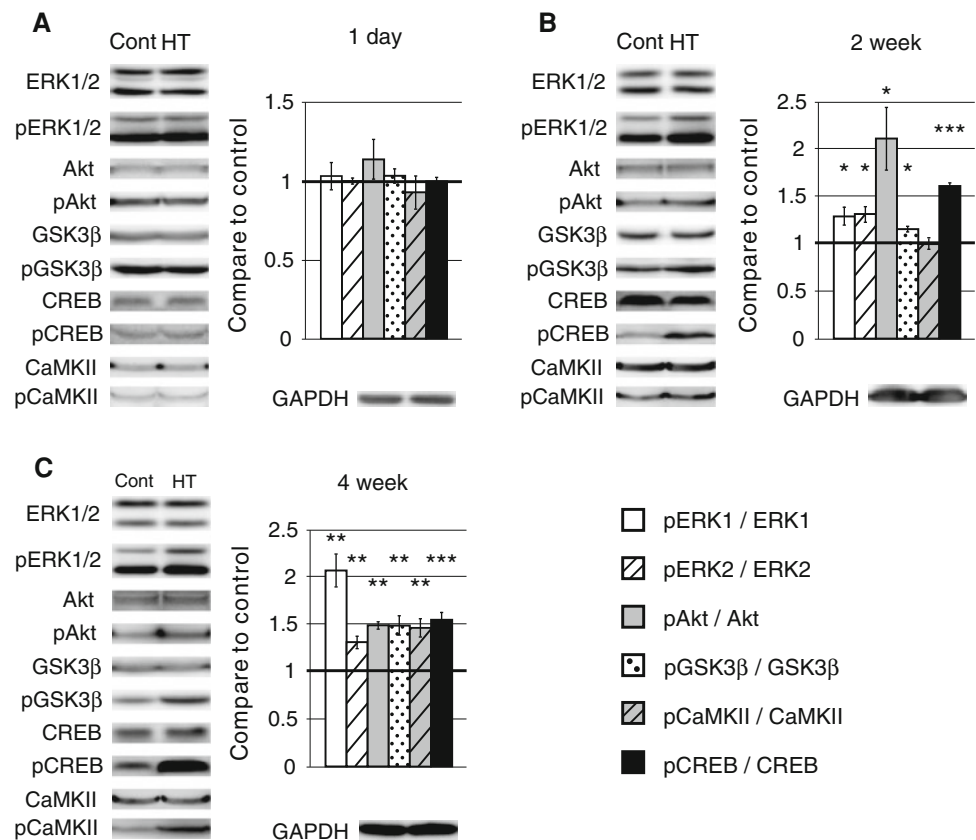 A
Cont HT
1 day
ERK1/2
pERK1/2
Akt
pAkt
GSK3β
pGSK3β
CREB
pCREB
CaMKII
pCaMKII
Compare to control
1.5
1
0.5
0
GAPDH
B
Cont HT
2 week
ERK1/2
pERK1/2
Akt
pAkt
GSK3β
pGSK3β
CREB
pCREB
CaMKII
pCaMKII
Compare to control
2.5
2
1.5
1
0.5
0
* * * * ***
GAPDH
C
Cont HT
4 week
ERK1/2
pERK1/2
Akt
pAkt
GSK3β
pGSK3β
CREB
pCREB
CaMKII
pCaMKII
Compare to control
2.5
2
1.5
1
0.5
0
** ** ** ** ** ***
GAPDH
pERK1 / ERK1
pERK2 / ERK2
pAkt / Akt
pGSK3β / GSK3β
pCaMKII / CaMKII
pCREB / CREB